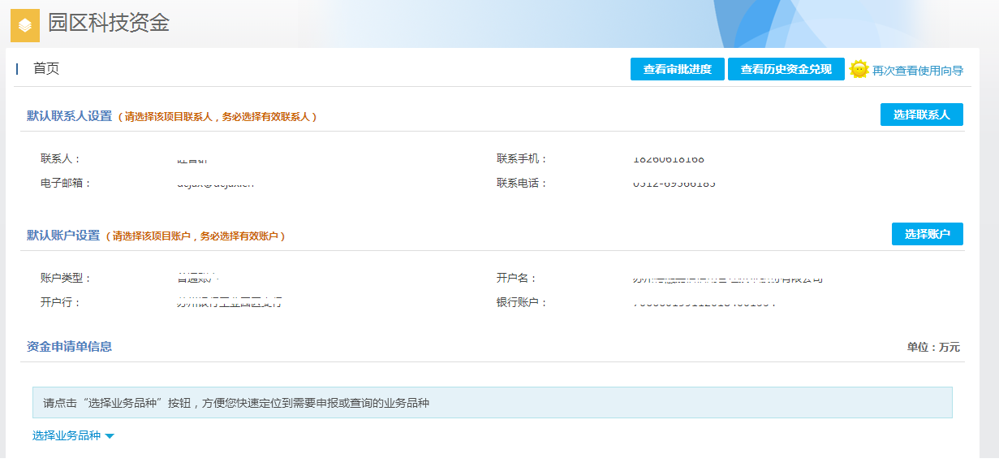 园区科技资金
首页
查看审批进度 查看历史资金兑现 再次查看使用向导
默认联系人设置 (请选择该项目联系人，务必选择有效联系人) 选择联系人
联系人： 联系手机：
电子邮箱： 联系电话：
默认账户设置 (请选择该项目账户，务必选择有效账户) 选择账户
账户类型： 开户名：
开户行： 银行账户：
资金申请单信息 单位：万元
请点击“选择业务品种”按钮，方便您快速定位到需要申报或查询的业务品种
选择业务品种